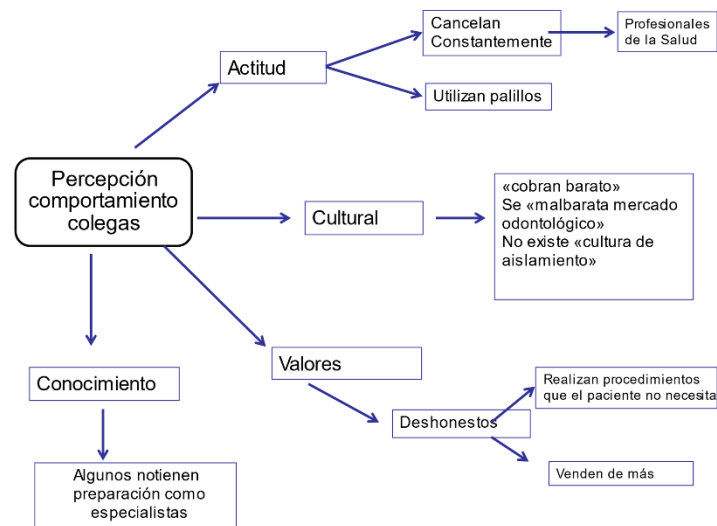 Cancelan
Constantemente
Profesionales
de la Salud
Actitud
Utilizan palillos
Percepción
comportamiento
colegas
Cultural
«cobran barato»
Se «malbarata mercado
odontológico»
No existe «cultura de
aislamiento»
Valores
Conocimiento
Realizan procedimientos
que el paciente no necesita
Deshonestos
Venden de más
Algunos notienen
preparación como
especialistas